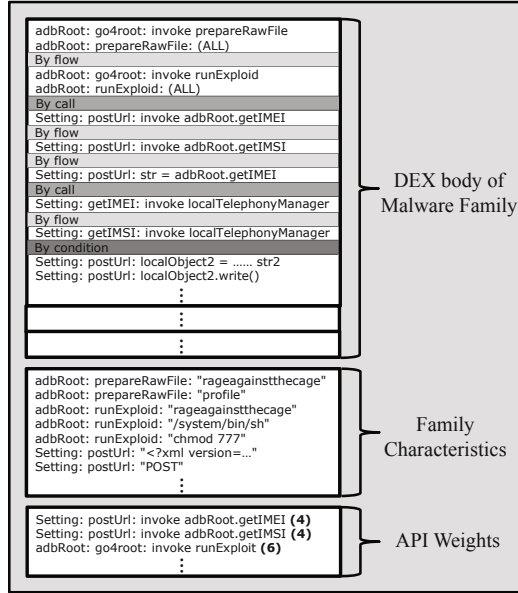 adbRoot: go4root: invoke prepareRawFile
adbRoot: prepareRawFile: (ALL)
By flow
adbRoot: go4root: invoke runExploid
adbRoot: runExploid: (ALL)
By call
Setting: postUrl: invoke adbRoot.getIMEI
By flow
Setting: postUrl: invoke adbRoot.getIMSI
By flow
Setting: postUrl: str = adbRoot.getIMEI
By call
Setting: getIMEI: invoke localTelephonyManager
By flow
Setting: getIMSI: invoke localTelephonyManager
By condition
Setting: postUrl: localObject2 = ...... str2
Setting: postUrl: localObject2.write()
DEX body of
Malware Family
adbRoot: prepareRawFile: "rageagainstthecage"
adbRoot: prepareRawFile: "profile"
adbRoot: runExploid: "rageagainstthecage"
adbRoot: runExploid: "/system/bin/sh"
adbRoot: runExploid: "chmod 777"
Setting: postUrl: "<?xml version=…"
Setting: postUrl: "POST"
Family
Characteristics
Setting: postUrl: invoke adbRoot.getIMEI (4)
Setting: postUrl: invoke adbRoot.getIMSI (4)
adbRoot: go4root: invoke runExploit (6)
API Weights